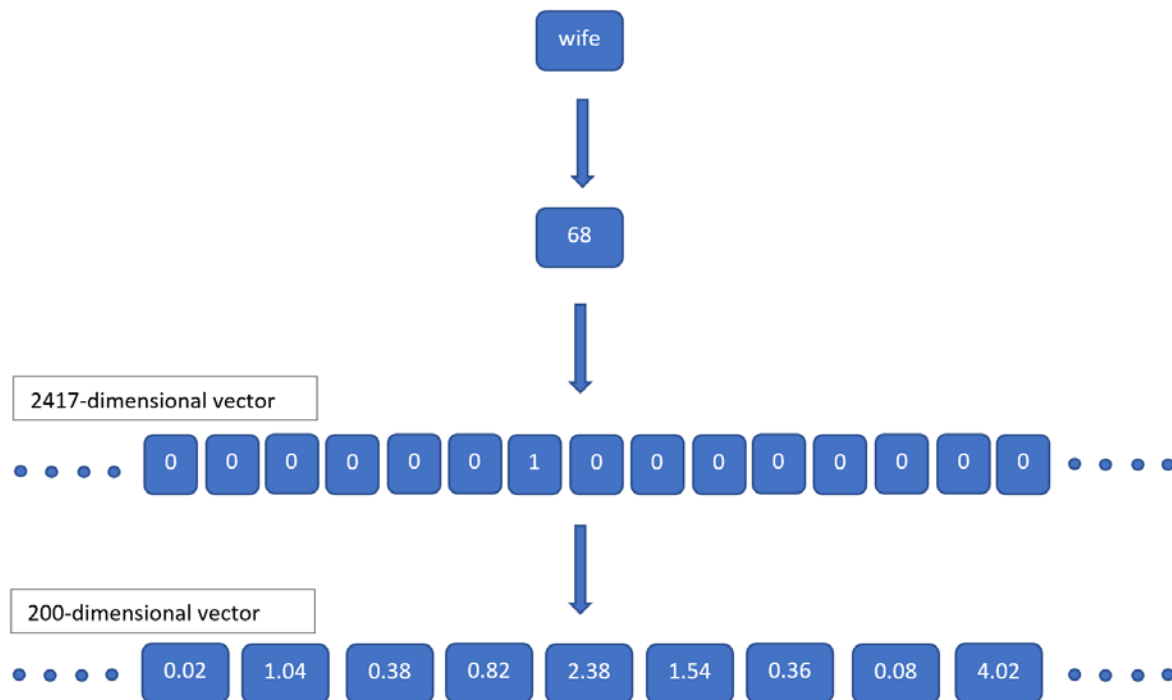 wife
68
2417-dimensional vector
0 0 0 0 0 0 1 0 0 0 0 0 0 0 0
200-dimensional vector
0.02 1.04 0.38 0.82 2.38 1.54 0.36 0.08 4.02